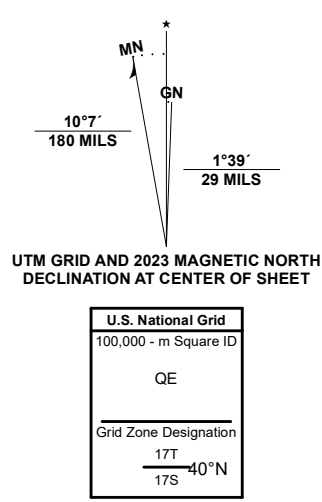 ★
MN
GN
10°7´
180 MILS
1°39´
29 MILS
UTM GRID AND 2023 MAGNETIC NORTH
DECLINATION AT CENTER OF SHEET
U.S. National Grid
100,000 - m Square ID
QE
Grid Zone Designation
17T
40°N
17S